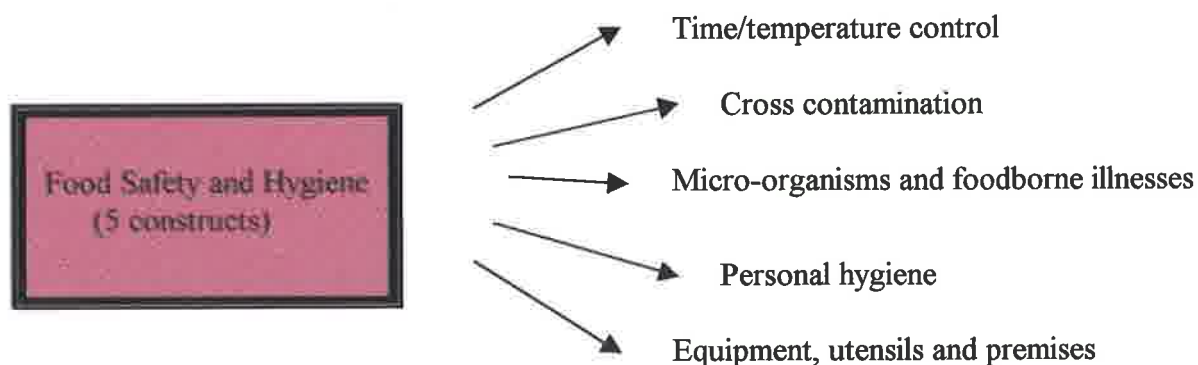 Time/temperature control
Cross contamination
Food Safety and Hygiene
(5 constructs)
Micro-organisms and foodborne illnesses
Personal hygiene
Equipment, utensils and premises